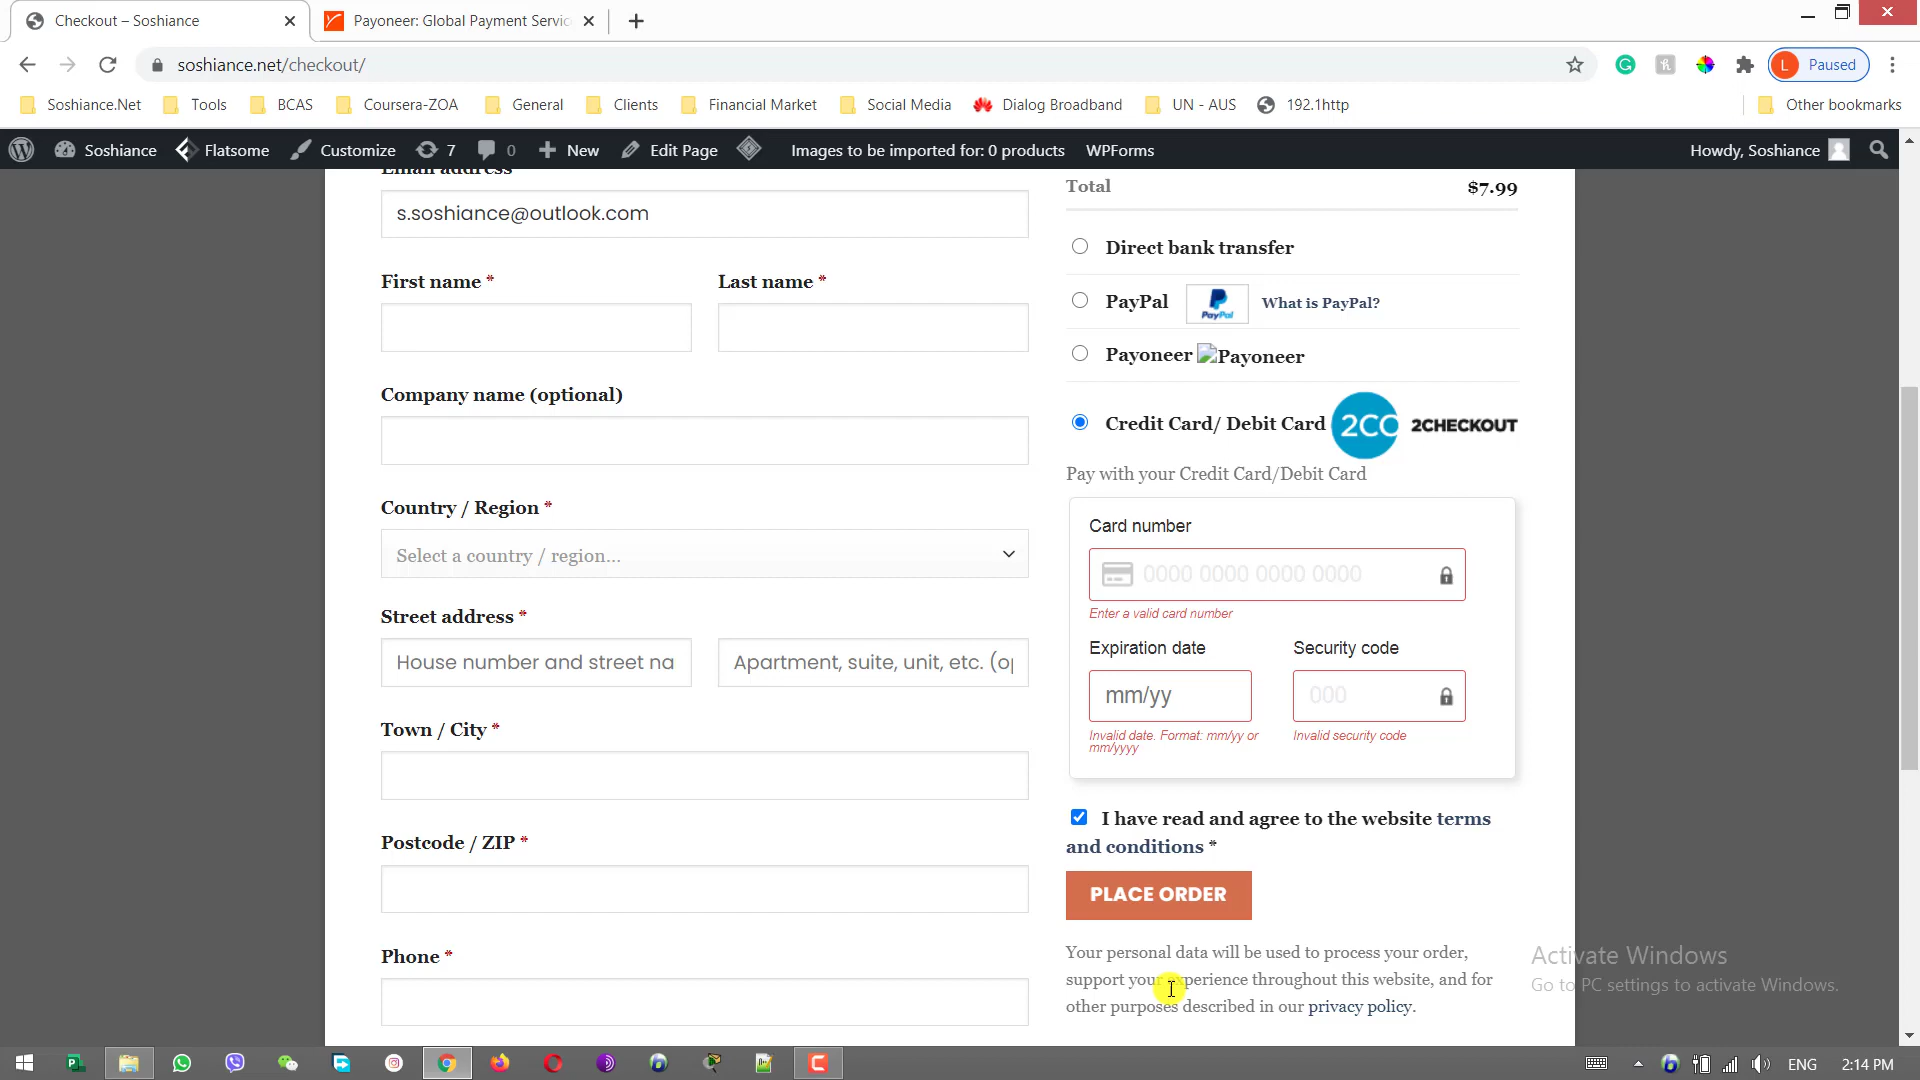 Checkout – Soshiance
Payoneer: Global Payment Servic
soshiance.net/checkout/
L Paused
Soshiance.Net Tools BCAS Coursera-ZOA General Clients Financial Market Social Media Dialog Broadband UN - AUS 192.1http Other bookmarks
Soshiance Flatsome Customize 7 0 New Edit Page Images to be imported for: 0 products WPForms Howdy, Soshiance
Email address
s.soshiance@outlook.com
First name * Last name *
Company name (optional)
Country / Region *
Select a country / region...
Street address *
House number and street na Apartment, suite, unit, etc. (op
Town / City *
Postcode / ZIP *
Phone *
Total $7.99
Direct bank transfer
PayPal PayPal What is PayPal?
Payoneer Payoneer
Credit Card/ Debit Card 2CO 2CHECKOUT
Pay with your Credit Card/Debit Card
Card number
0000 0000 0000 0000
Enter a valid card number
Expiration date Security code
mm/yy 000
Invalid date. Format: mm/yy or
mm/yyyy
Invalid security code
I have read and agree to the website terms
and conditions *
PLACE ORDER
Your personal data will be used to process your order,
support your experience throughout this website, and for
other purposes described in our privacy policy.
Activate Windows
Go to PC settings to activate Windows.
ENG 2:14 PM